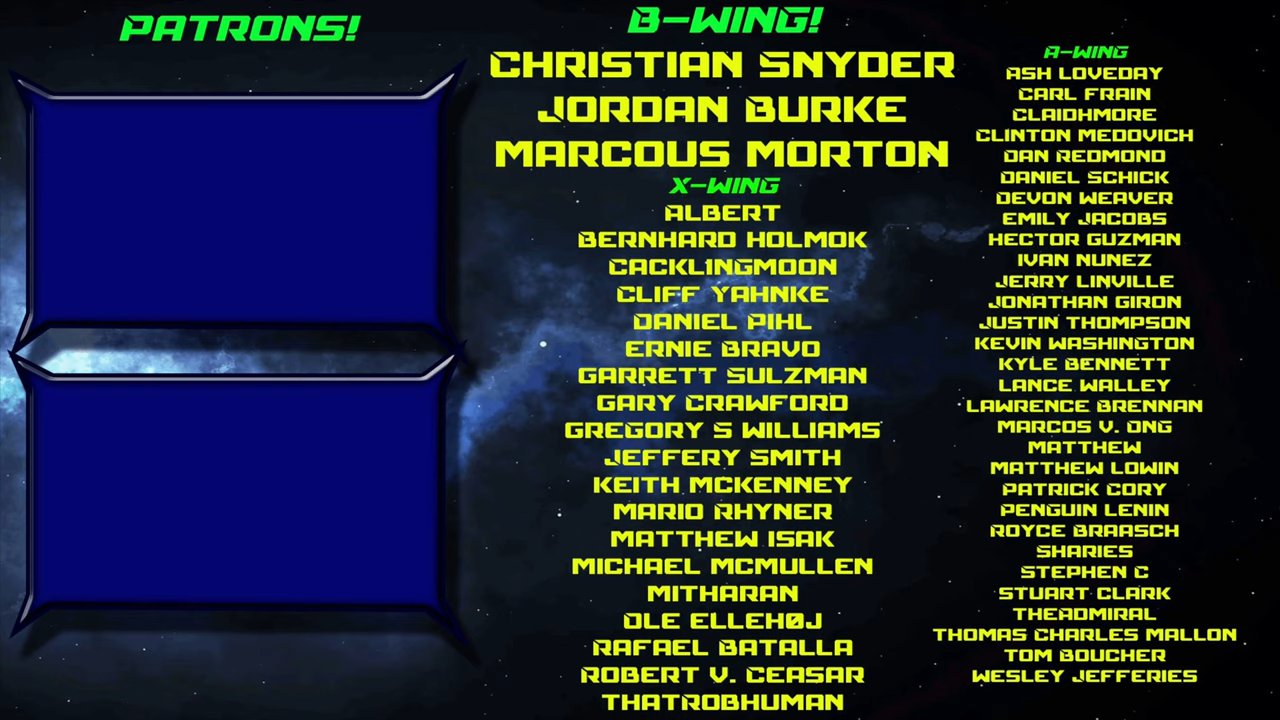 PATRONS!
B-WING!
CHRISTIAN SNYDER
JORDAN BURKE
MARCOUS MORTON
X-WING
ALBERT
BERNHARD HOLMOK
CACKL1NGMOON
CLIFF YAHNKE
DANIEL PIHL
ERNIE BRAVO
GARRETT SULZMAN
GARY CRAWFORD
GREGORY S WILLIAMS
JEFFERY SMITH
KEITH MCKENNEY
MARIO RHYNER
MATTHEW ISAK
MICHAEL MCMULLEN
MITHARAN
OLE ELLEHØJ
RAFAEL BATALLA
ROBERT V. CEASAR
THATROBHUMAN
A-WING
ASH LOVEDAY
CARL FRAIN
CLAIDHMORE
CLINTON MEDOVICH
DAN REDMOND
DANIEL SCHICK
DEVON WEAVER
EMILY JACOBS
HECTOR GUZMAN
IVAN NUNEZ
JERRY LINVILLE
JONATHAN GIRON
JUSTIN THOMPSON
KEVIN WASHINGTON
KYLE BENNETT
LANCE WALLEY
LAWRENCE BRENNAN
MARCOS V. ONG
MATTHEW
MATTHEW LOWIN
PATRICK CORY
PENGUIN LENIN
ROYCE BRAASCH
SHARIES
STEPHEN C
STUART CLARK
THEADMIRAL
THOMAS CHARLES MALLON
TOM BOUCHER
WESLEY JEFFERIES